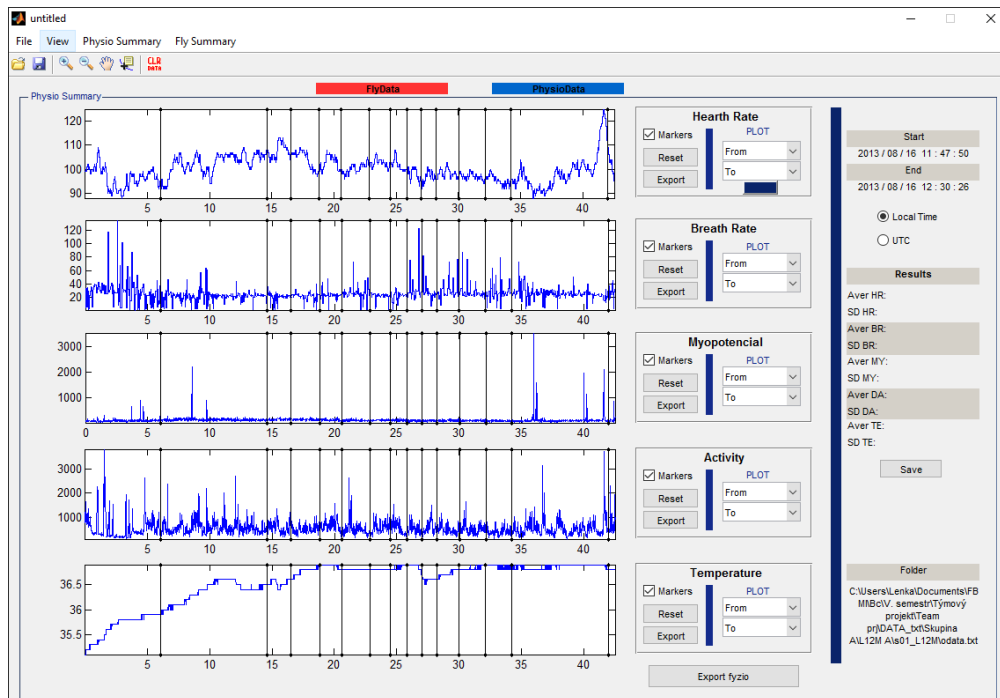 untitled
File View Physio Summary Fly Summary
CLR
DATA
FlyData PhysioData
Physio Summary
120
110
100
90
5 10 15 20 25 30 35 40
Hearth Rate
Markers PLOT
Reset From
Export To
120
100
80
60
40
20
5 10 15 20 25 30 35 40
Breath Rate
Markers PLOT
Reset From
Export To
3000
2000
1000
0 5 10 15 20 25 30 35 40
Myopotencial
Markers PLOT
Reset From
Export To
3000
2000
1000
5 10 15 20 25 30 35 40
Activity
Markers PLOT
Reset From
Export To
36.5
36
35.5
5 10 15 20 25 30 35 40
Temperature
Markers PLOT
Reset From
Export To
Export fyzio
Start
2013 / 08 / 16 11 : 47 : 50
End
2013 / 08 / 16 12 : 30 : 26
Local Time
UTC
Results
Aver HR:
SD HR:
Aver BR:
SD BR:
Aver MY:
SD MY:
Aver DA:
SD DA:
Aver TE:
SD TE:
Save
Folder
C:\Users\Lenka\Documents\FB
MI\Bc\V. semestr\Týmový
projekt\Team
prj\DATA_txt\Skupina
A\L12M A\s01_L12M\odata.txt